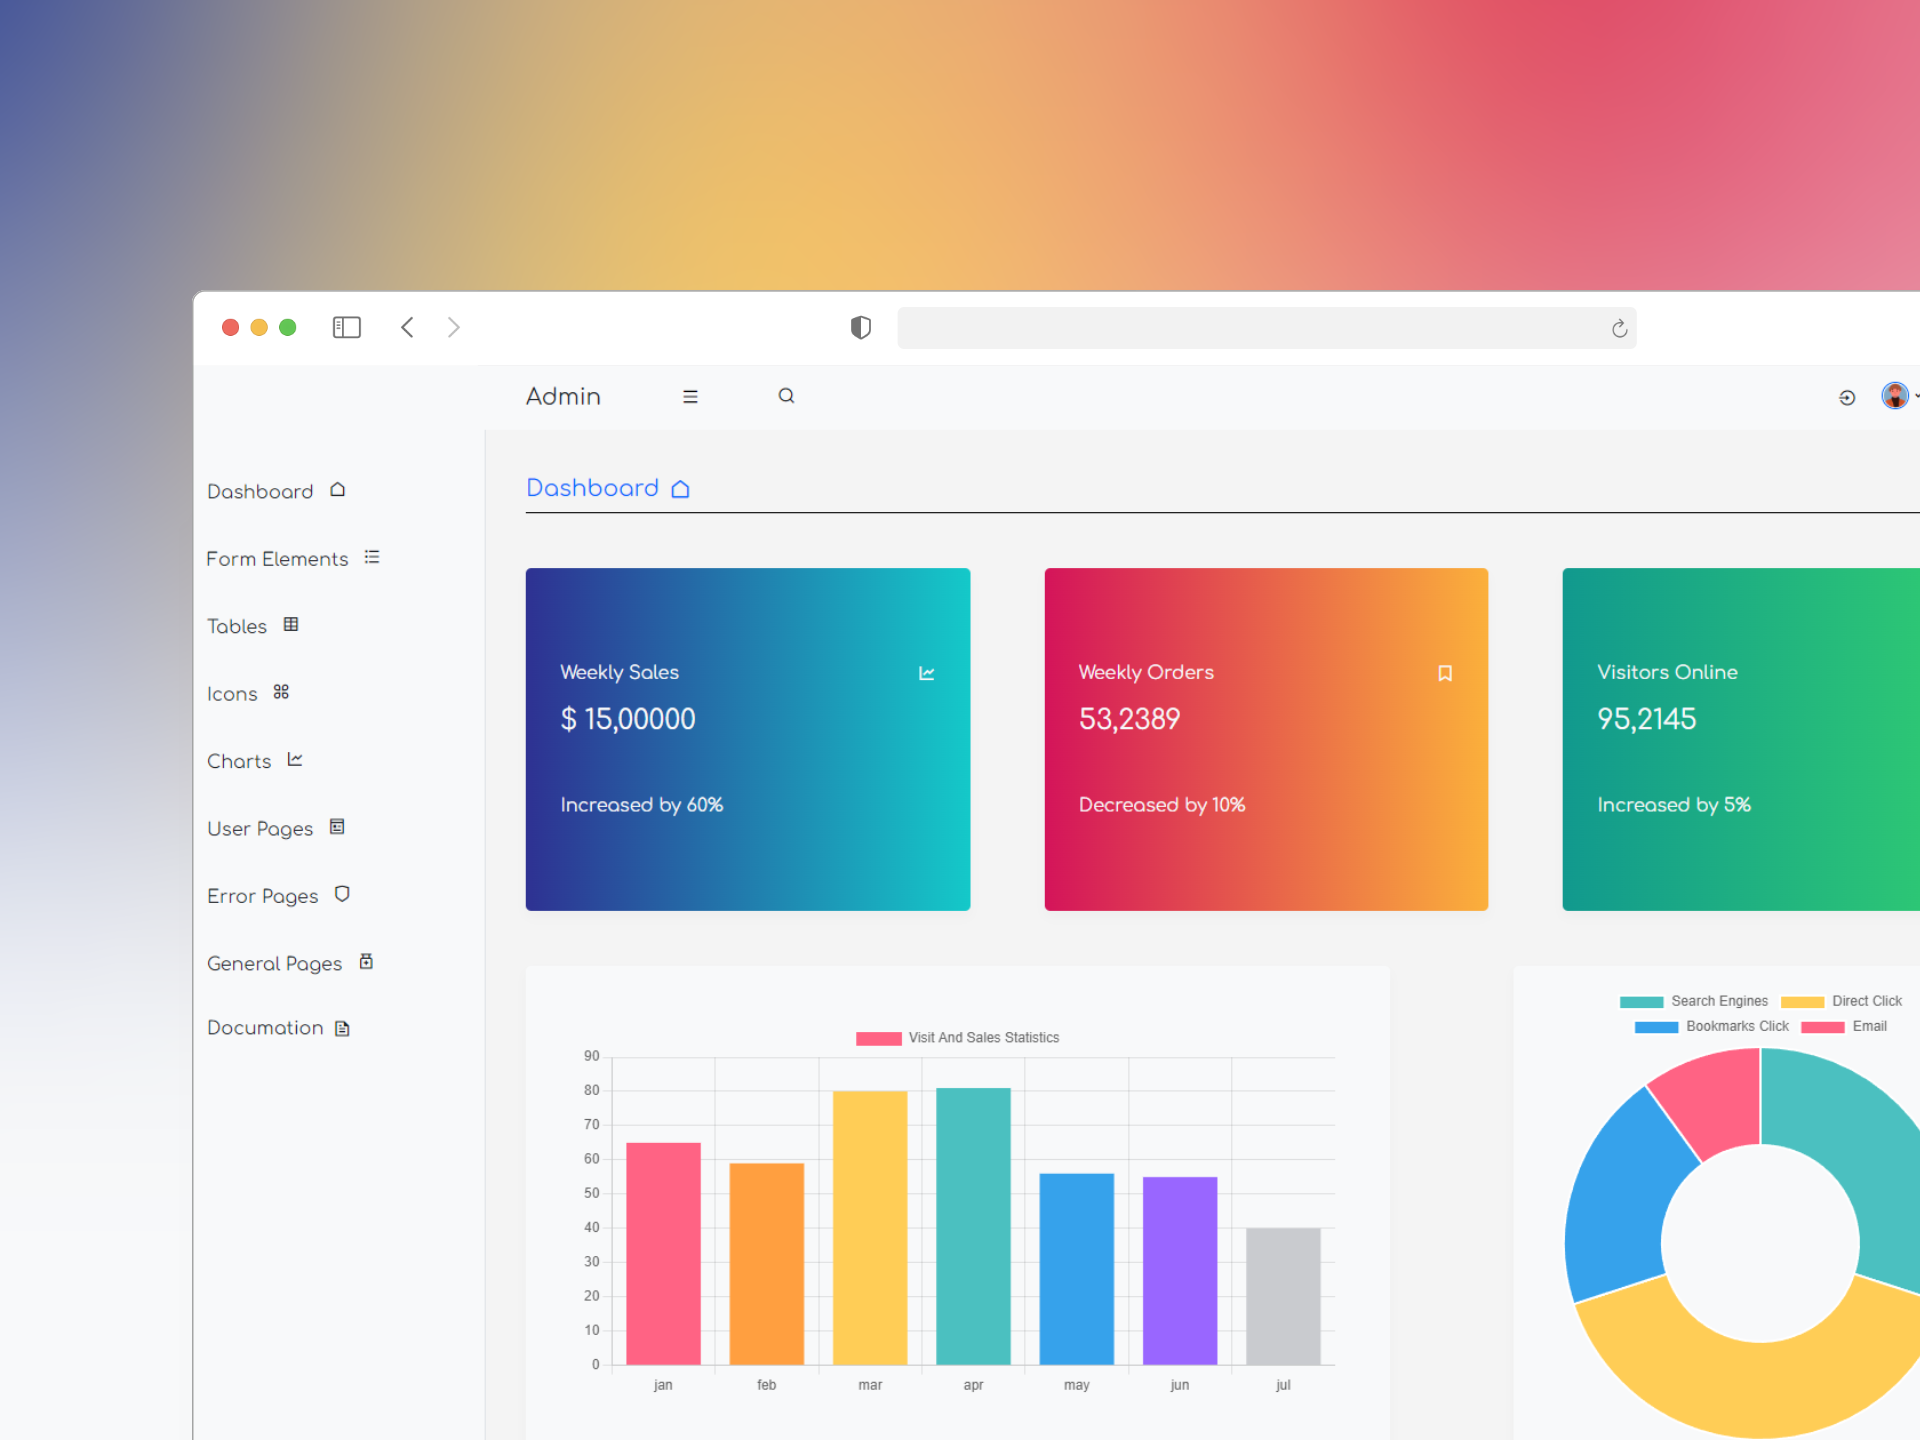 Admin
Dashboard
Form Elements
Tables
Icons
Charts
User Pages
Error Pages
General Pages
Documation
Dashboard
Weekly Sales
$ 15,00000
Increased by 60%
Weekly Orders
53,2389
Decreased by 10%
Visitors Online
95,2145
Increased by 5%
Visit And Sales Statistics
90
80
70
60
50
40
30
20
10
0
jan feb mar apr may jun jul
Search Engines Direct Click
Bookmarks Click Email